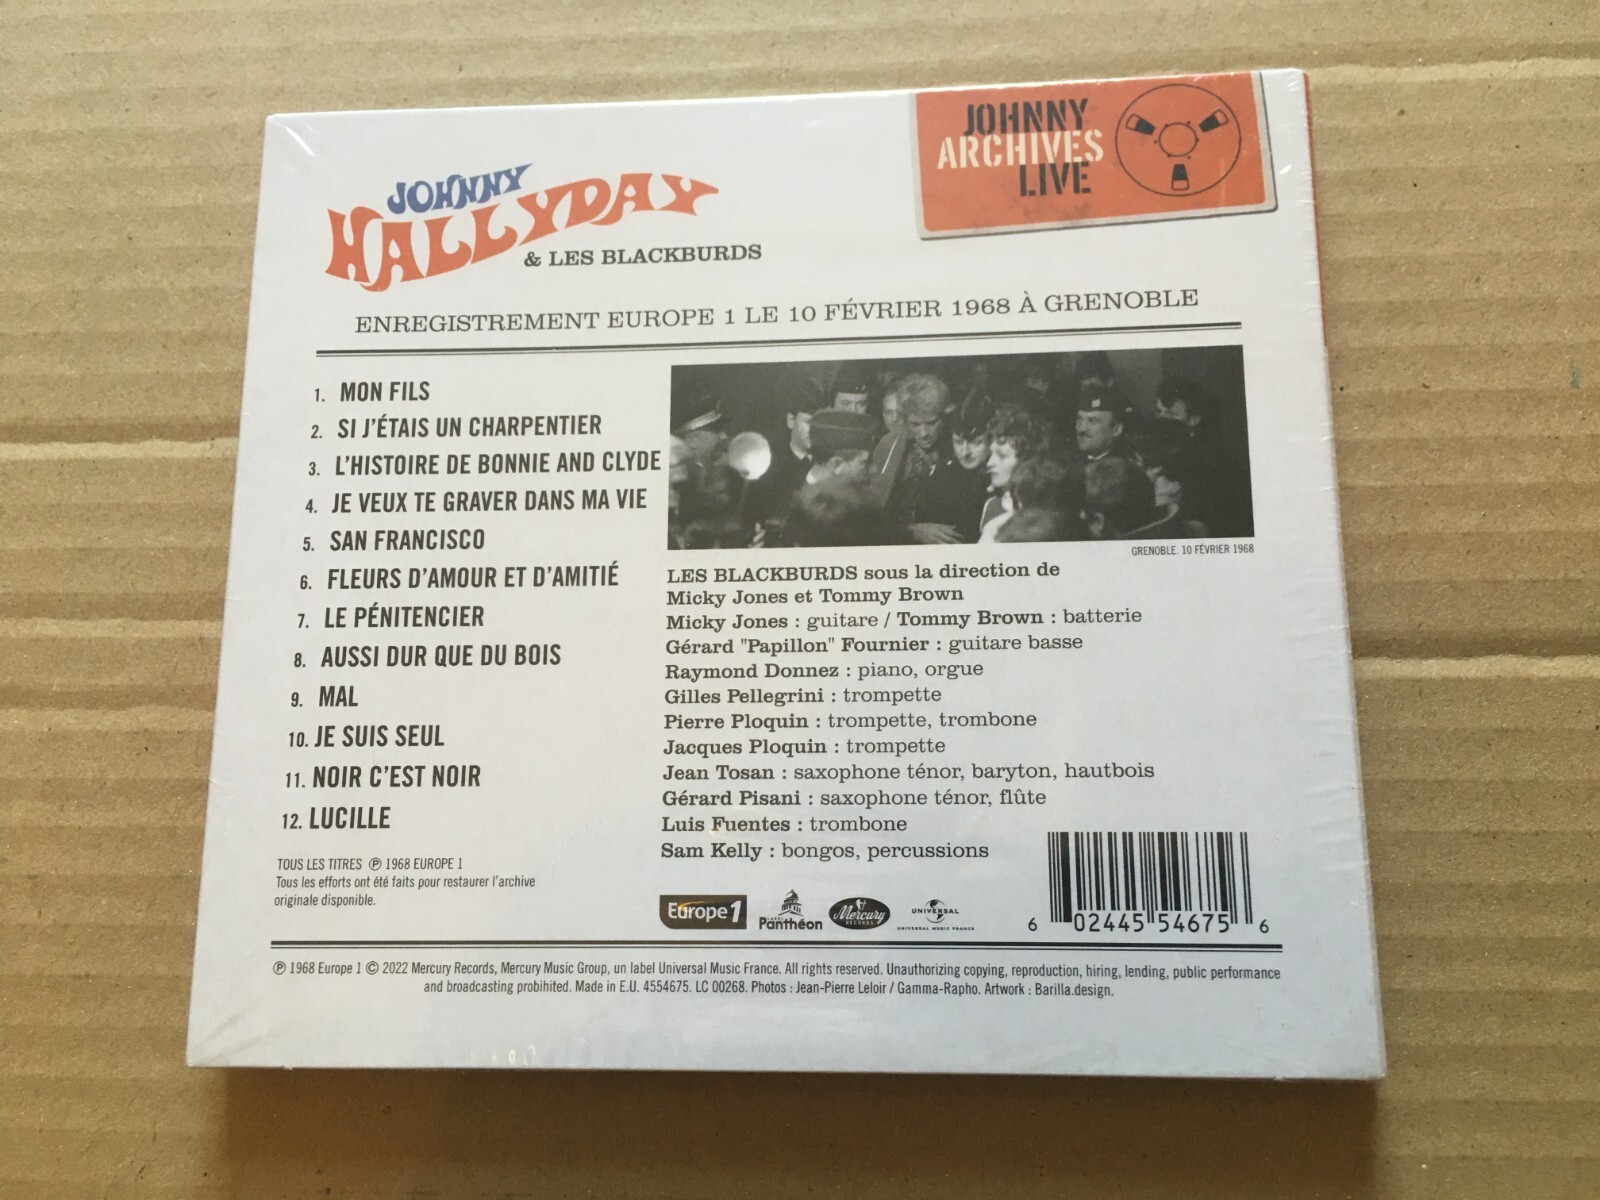 JOHNNY
ARCHIVES
LIVE
JOHNNY
HALLYDAY
& LES BLACKBURDS
ENREGISTREMENT EUROPE 1 LE 10 FÉVRIER 1968 À GRENOBLE
1. MON FILS
2. SI J'ÉTAIS UN CHARPENTIER
3. L'HISTOIRE DE BONNIE AND CLYDE
4. JE VEUX TE GRAVER DANS MA VIE
5. SAN FRANCISCO
6. FLEURS D'AMOUR ET D'AMITIÉ
7. LE PÉNITENCIER
8. AUSSI DUR QUE DU BOIS
9. MAL
10. JE SUIS SEUL
11. NOIR C'EST NOIR
12. LUCILLE
TOUS LES TITRES ℗ 1968 EUROPE 1
Tous les efforts ont été faits pour restaurer l'archive
originale disponible.
GRENOBLE. 10 FÉVRIER 1968
LES BLACKBURDS sous la direction de
Micky Jones et Tommy Brown
Micky Jones : guitare / Tommy Brown : batterie
Gérard "Papillon" Fournier : guitare basse
Raymond Donnez : piano, orgue
Gilles Pellegrini : trompette
Pierre Ploquin : trompette, trombone
Jacques Ploquin : trompette
Jean Tosan : saxophone ténor, baryton, hautbois
Gérard Pisani : saxophone ténor, flûte
Luis Fuentes : trombone
Sam Kelly : bongos, percussions
Europe 1
LABEL
Panthéon
Mercury
RECORDS
UNIVERSAL
UNIVERSAL MUSIC FRANCE
6 02445 54675 6
℗ 1968 Europe 1 © 2022 Mercury Records, Mercury Music Group, un label Universal Music France. All rights reserved. Unauthorizing copying, reproduction, hiring, lending, public performance
and broadcasting probihited. Made in E.U. 4554675. LC 00268. Photos : Jean-Pierre Leloir / Gamma-Rapho. Artwork : Barilla.design.